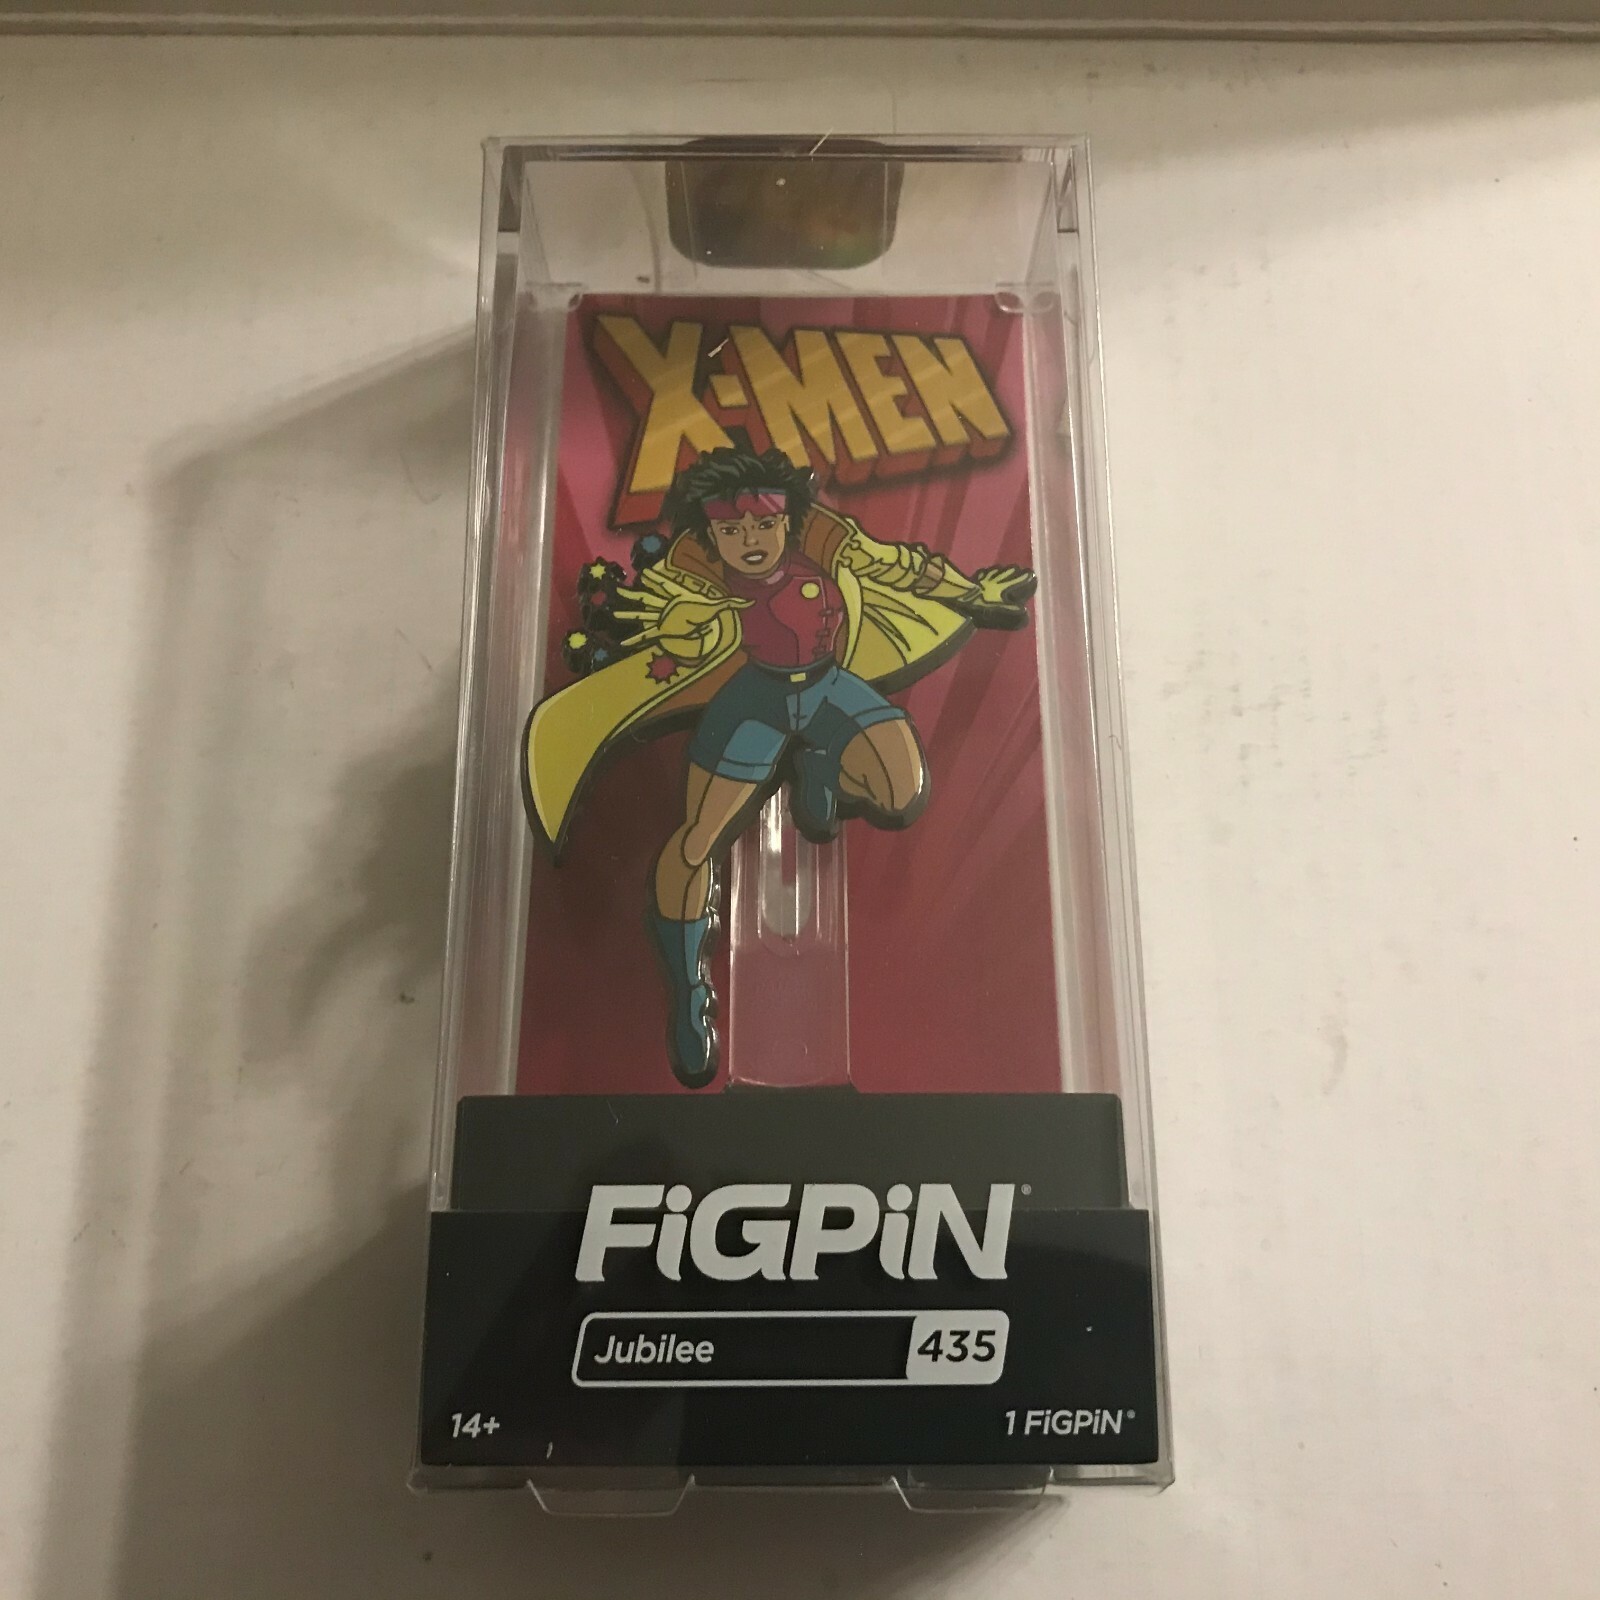 X-MEN
FiGPiN®
Jubilee 435
14+ 1 FiGPiN®